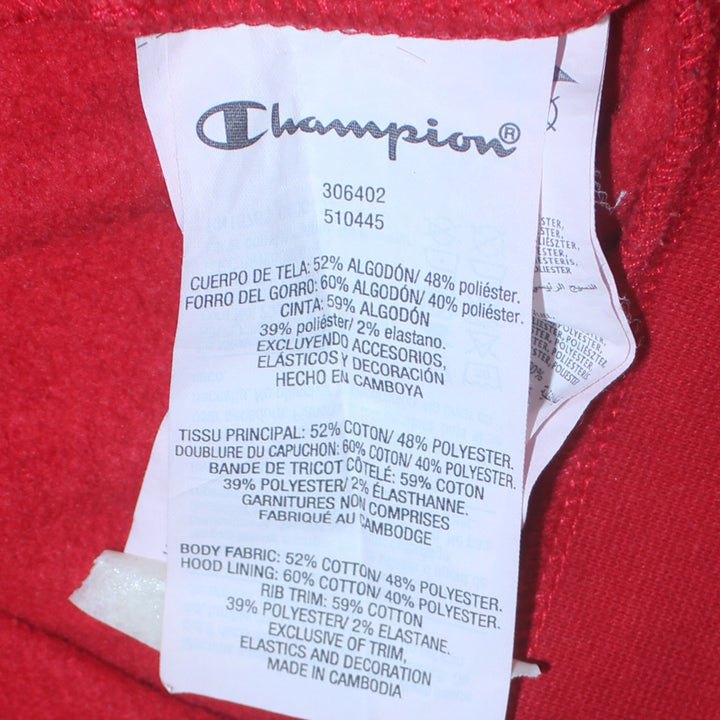 Champion®
306402
510445
CUERPO DE TELA: 52% ALGODÓN/ 48% poliéster.
FORRO DEL GORRO: 60% ALGODÓN/ 40% poliéster.
CINTA: 59% ALGODÓN
39% poliéster/ 2% elastano.
EXCLUYENDO ACCESORIOS,
ELÁSTICOS Y DECORACIÓN
HECHO EN CAMBOYA
TISSU PRINCIPAL: 52% COTON/ 48% POLYESTER.
DOUBLURE DU CAPUCHON: 60% COTON/ 40% POLYESTER.
BANDE DE TRICOT CÔTELÉ: 59% COTON
39% POLYESTER/ 2% ÉLASTHANNE.
GARNITURES NON COMPRISES
FABRIQUÉ AU CAMBODGE
BODY FABRIC: 52% COTTON/ 48% POLYESTER.
HOOD LINING: 60% COTTON/ 40% POLYESTER.
RIB TRIM: 59% COTTON
39% POLYESTER/ 2% ELASTANE.
EXCLUSIVE OF TRIM,
ELASTICS AND DECORATION
MADE IN CAMBODIA